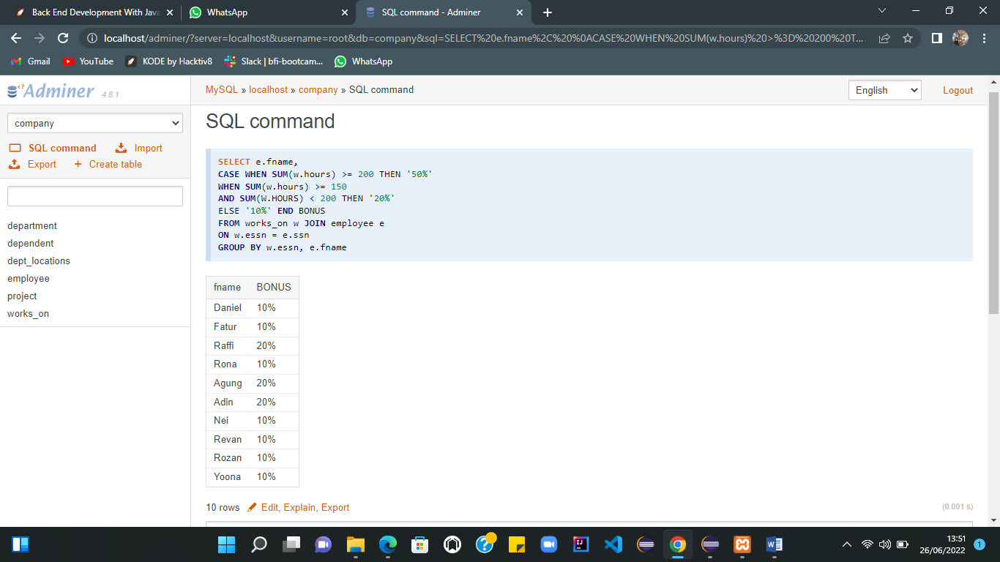 Back End Development With Java
WhatsApp
SQL command - Adminer
localhost/adminer/?server=localhost&username=root&db=company&sql=SELECT%20e.fname%2C%20%0ACASE%20WHEN%20SUM(w.hours)%20>%3D%20200%20T...
Gmail
YouTube
KODE by Hacktiv8
Slack | bfi-bootcam...
WhatsApp
Adminer 4.8.1
MySQL » localhost » company » SQL command
English
Logout
company
SQL command
Import
Export
+ Create table
department
dependent
dept_locations
employee
project
works_on
SQL command
SELECT e.fname,
CASE WHEN SUM(w.hours) >= 200 THEN '50%'
WHEN SUM(w.hours) >= 150
AND SUM(W.HOURS) < 200 THEN '20%'
ELSE '10%' END BONUS
FROM works_on w JOIN employee e
ON w.essn = e.ssn
GROUP BY w.essn, e.fname
fname BONUS
Daniel 10%
Fatur 10%
Raffi 20%
Rona 10%
Agung 20%
Adin 20%
Nei 10%
Revan 10%
Rozan 10%
Yoona 10%
10 rows Edit, Explain, Export
(0.001 s)
13:51
26/06/2022
1